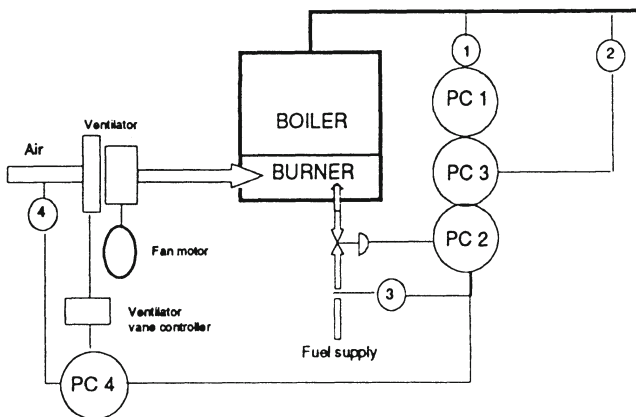 1
2
PC 1
Ventilator
BOILER
Air
BURNER
PC 3
4
PC 2
Fan motor
3
Ventilator
vane controller
Fuel supply
PC 4